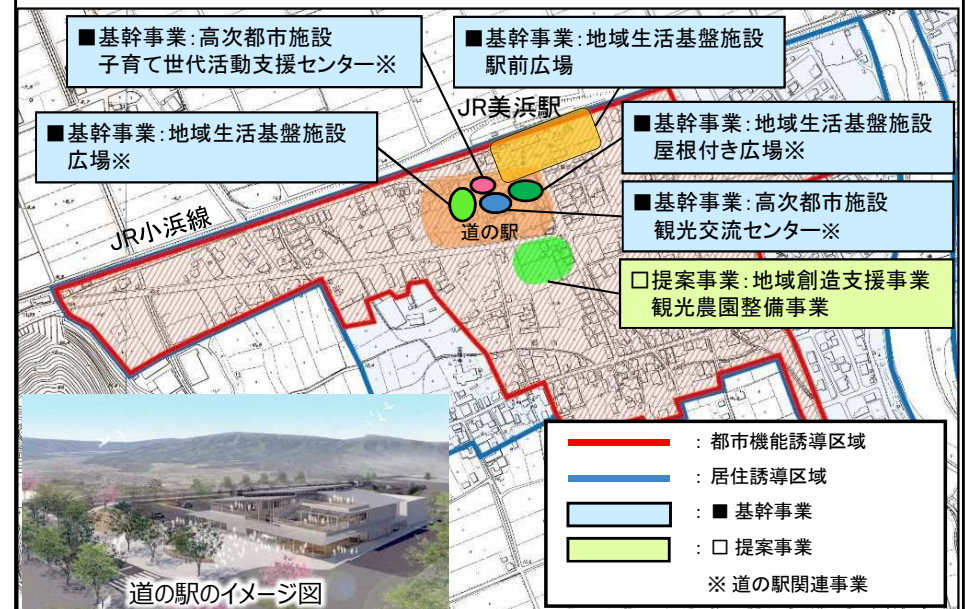 ■基幹事業：高次都市施設
子育て世代活動支援センター※
■基幹事業：地域生活基盤施設
駅前広場
JR美浜駅
■基幹事業：地域生活基盤施設
広場※
■基幹事業：地域生活基盤施設
屋根付き広場※
■基幹事業：高次都市施設
観光交流センター※
JR小浜線
道の駅
□提案事業：地域創造支援事業
観光農園整備事業
：都市機能誘導区域
：居住誘導区域
：■ 基幹事業
：□ 提案事業
※ 道の駅関連事業
道の駅のイメージ図